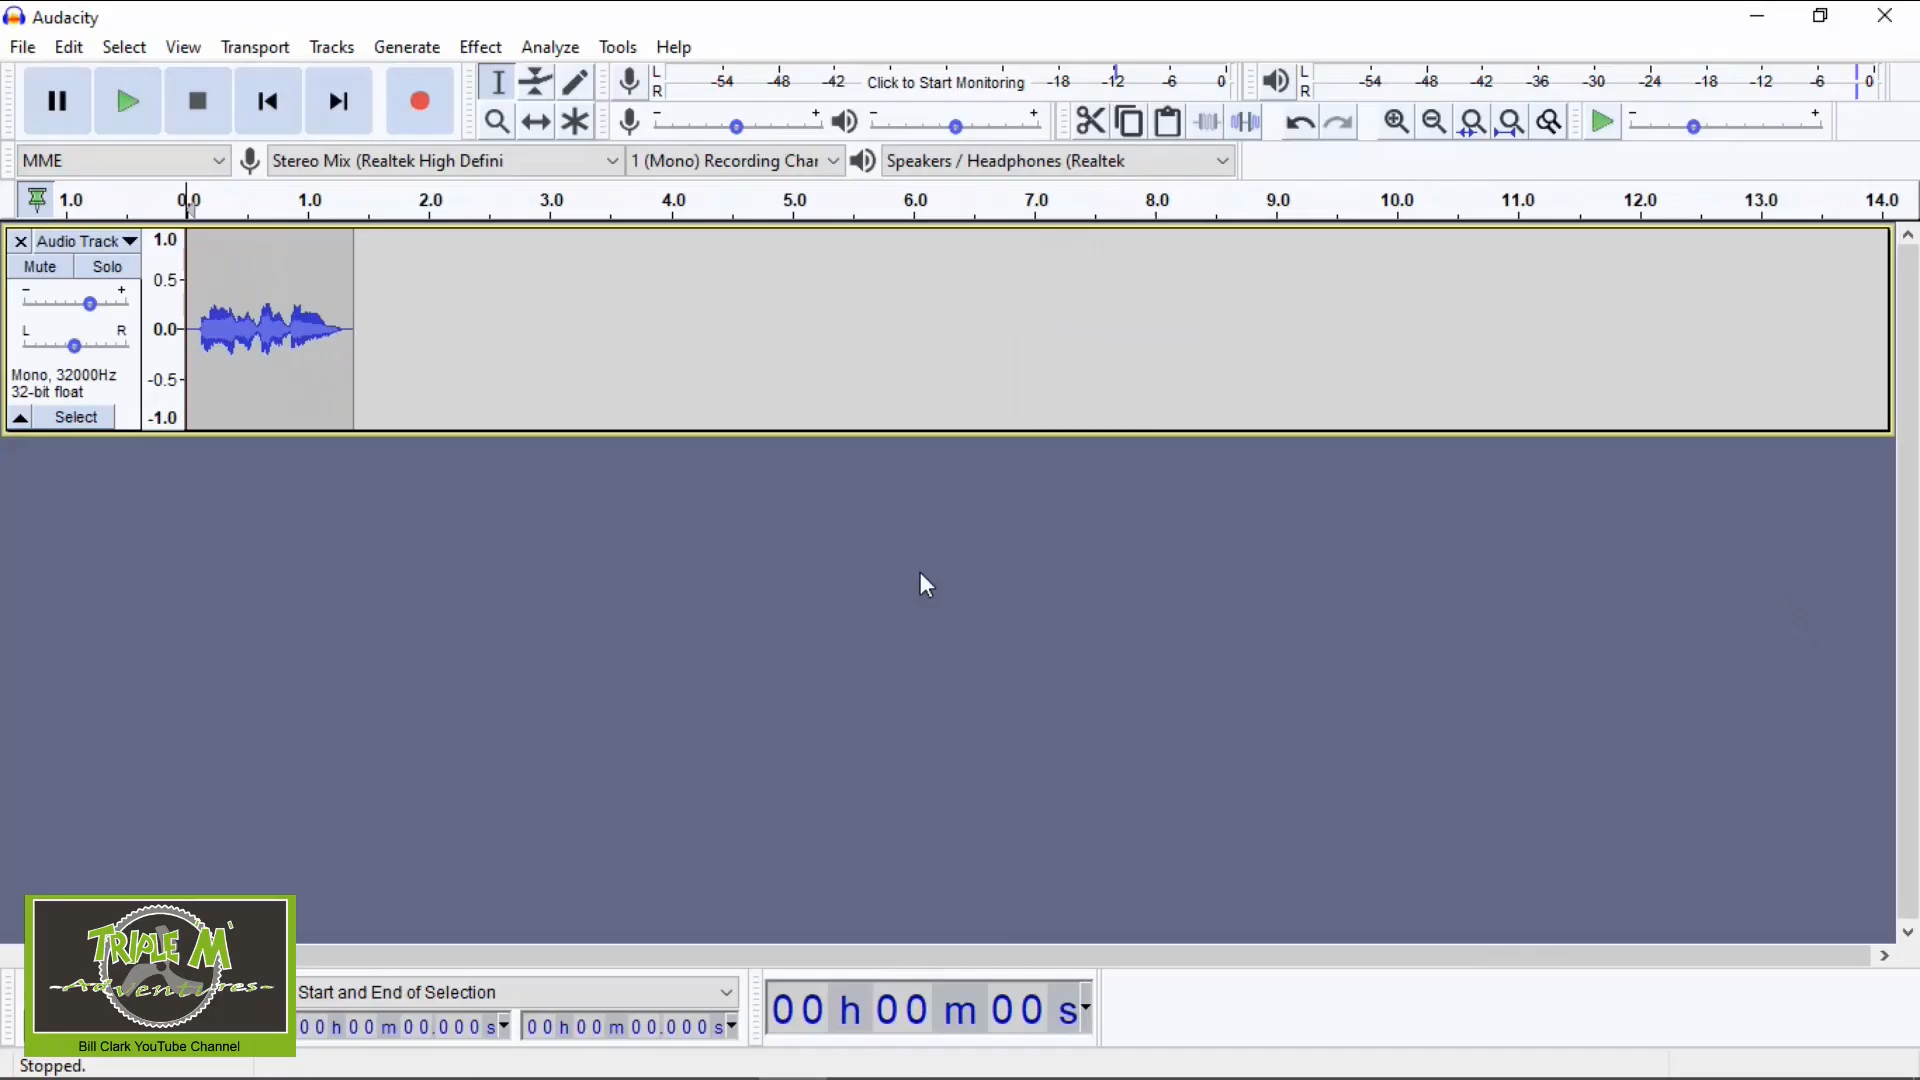 Audacity
File Edit Select View Transport Tracks Generate Effect Analyze Tools Help
L
R
-54 -48 -42 Click to Start Monitoring -18 -12 -6 0
L
R
-54 -48 -42 -36 -30 -24 -18 -12 -6 0
- +
- +
- +
MME
Stereo Mix (Realtek High Defini
1 (Mono) Recording Char
Speakers / Headphones (Realtek
1.0 0.0 1.0 2.0 3.0 4.0 5.0 6.0 7.0 8.0 9.0 10.0 11.0 12.0 13.0 14.0
Audio Track
Mute Solo
- +
L R
Mono, 32000Hz
32-bit float
Select
1.0
0.5
0.0
-0.5
-1.0
Start and End of Selection
00 h 00 m 00.000 s
00 h 00 m 00.000 s
00 h 00 m 00 s
TRIPLE M
-Adventures-
Bill Clark YouTube Channel
Stopped.